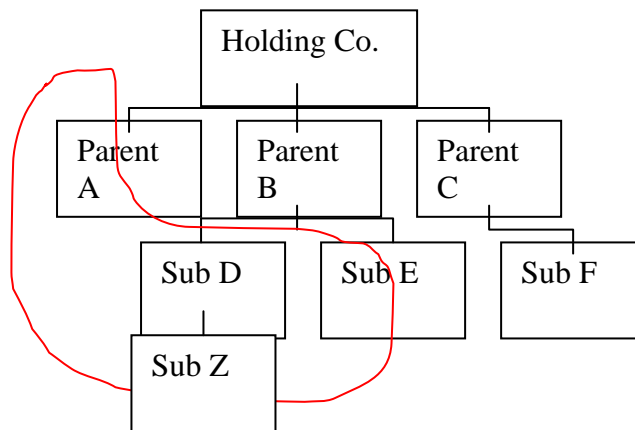 Holding Co.
Parent
A
Parent
B
Parent
C
Sub D
Sub E
Sub F
Sub Z